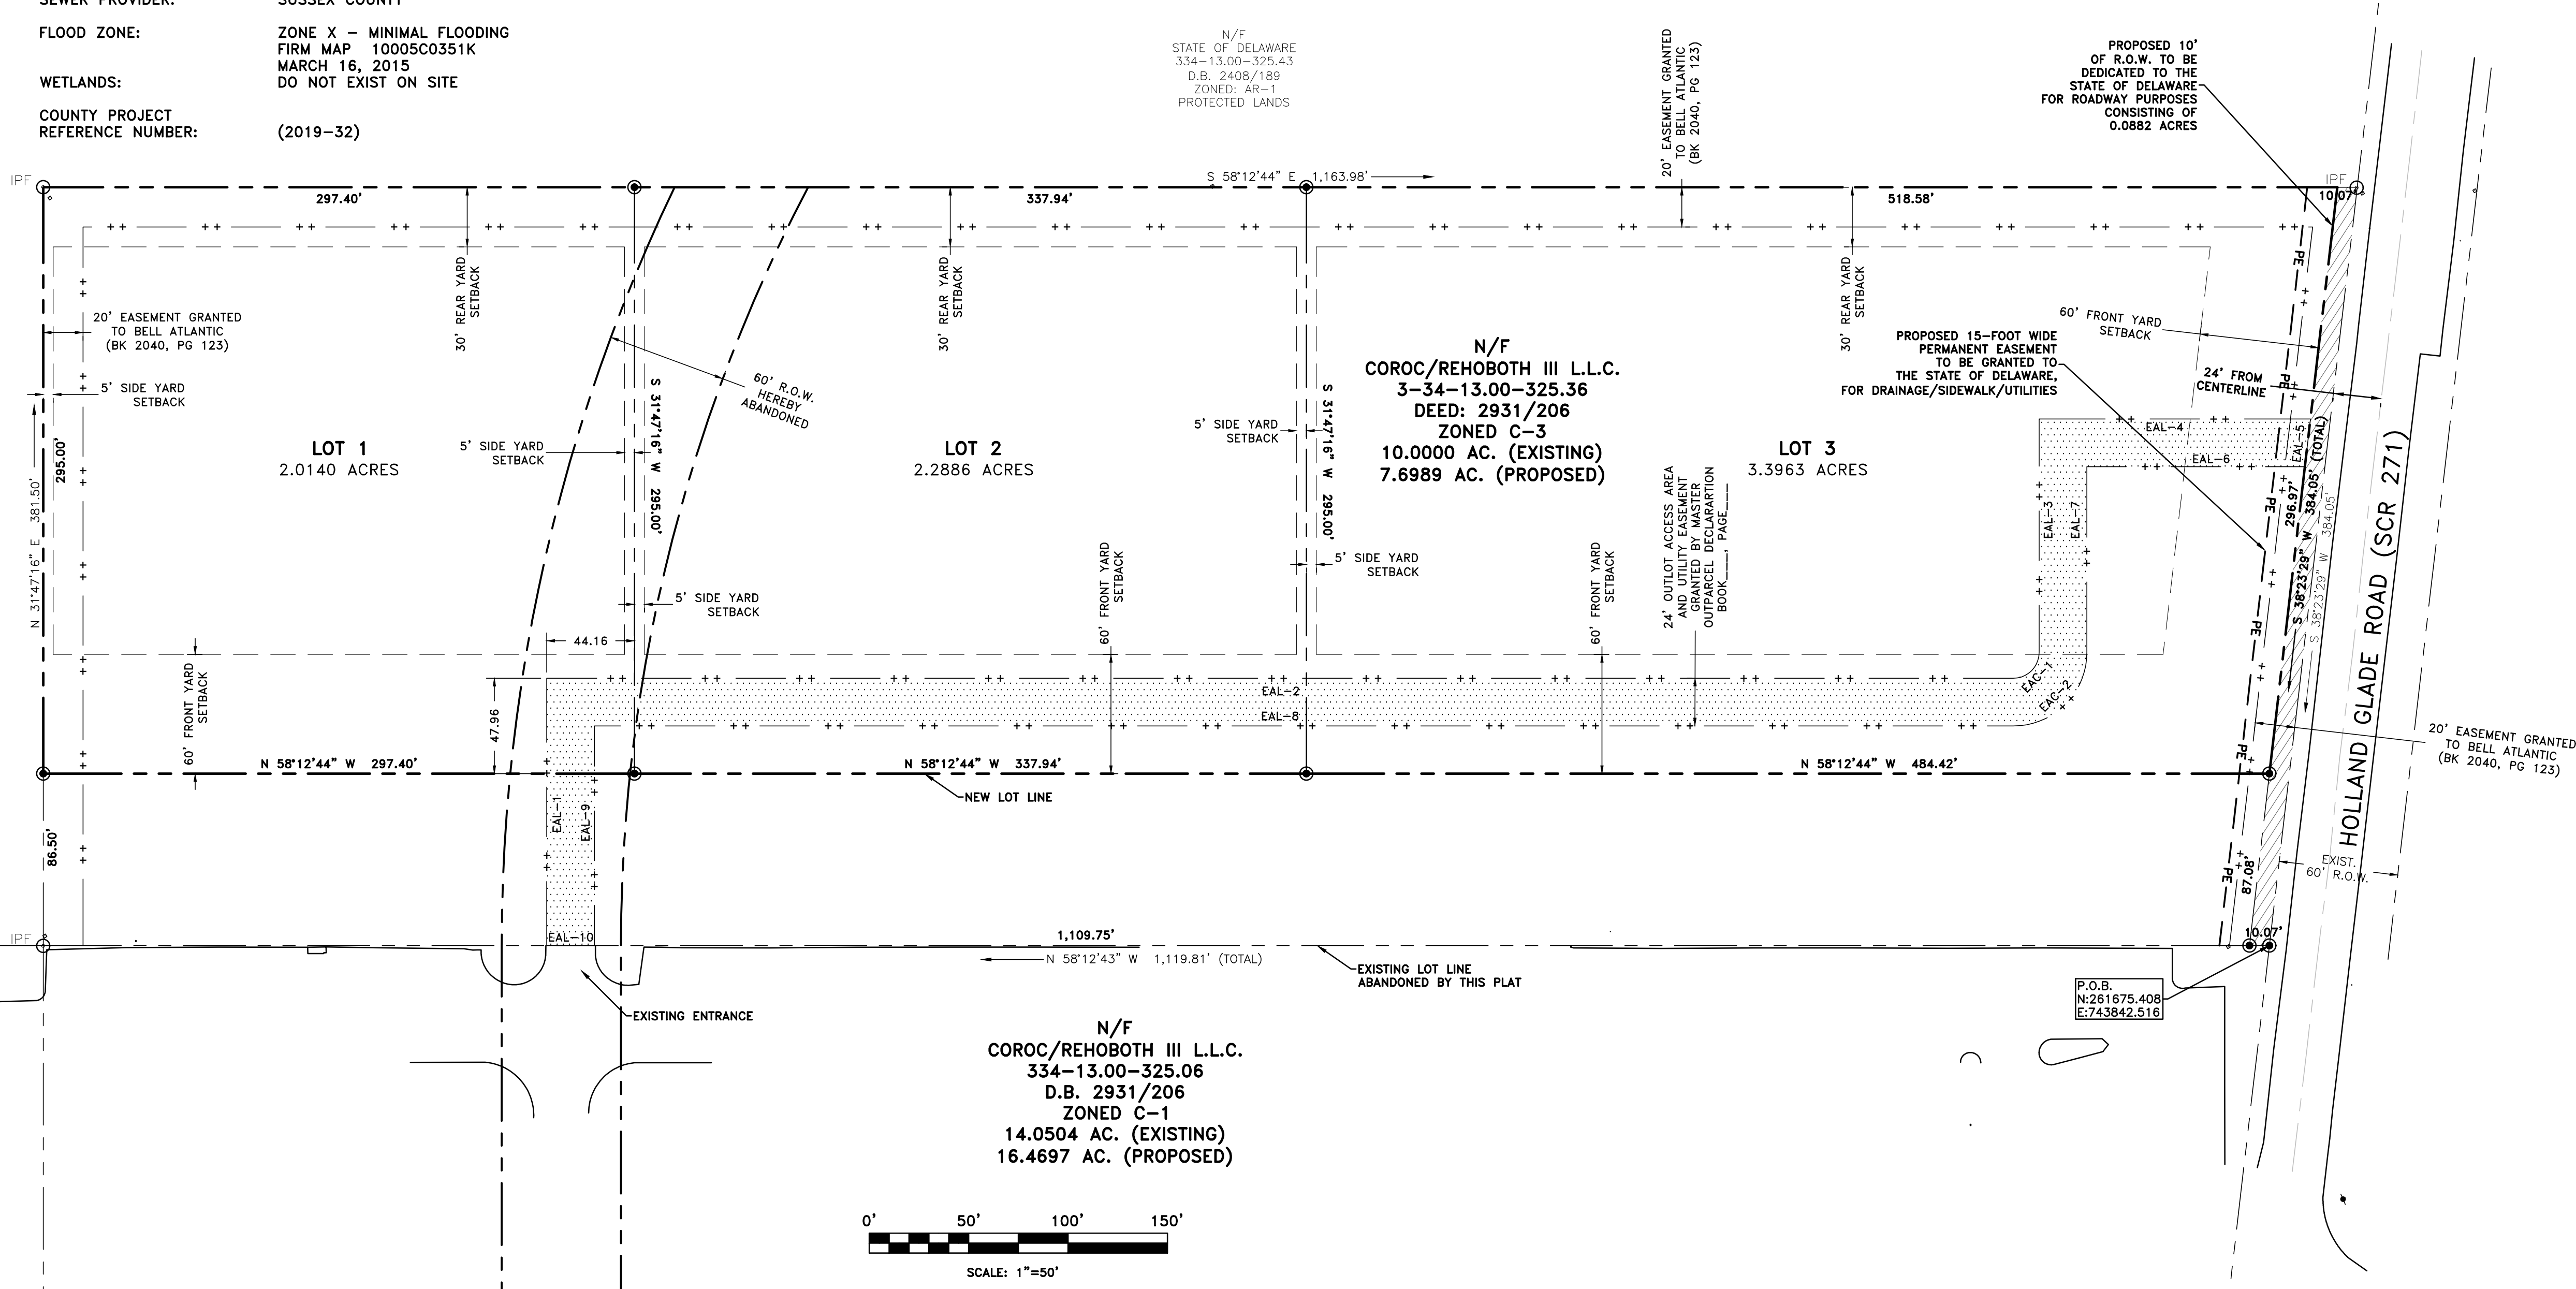 SEWER PROVIDER: SUSSEX COUNTY
FLOOD ZONE: ZONE X – MINIMAL FLOODING
FIRM MAP 10005C0351K
MARCH 16, 2015
WETLANDS: DO NOT EXIST ON SITE
COUNTY PROJECT
REFERENCE NUMBER: (2019-32)
N/F
STATE OF DELAWARE
334-13.00-325.43
D.B. 2408/189
ZONED: AR-1
PROTECTED LANDS
20' EASEMENT GRANTED
TO BELL ATLANTIC
(BK 2040, PG 123)
PROPOSED 10'
OF R.O.W. TO BE
DEDICATED TO THE
STATE OF DELAWARE
FOR ROADWAY PURPOSES
CONSISTING OF
0.0882 ACRES
IPF
S 58°12'44" E 1,163.98'
IPF
297.40'
337.94'
518.58'
10.07'
30' REAR YARD
SETBACK
30' REAR YARD
SETBACK
30' REAR YARD
SETBACK
PE
20' EASEMENT GRANTED
TO BELL ATLANTIC
(BK 2040, PG 123)
5' SIDE YARD
SETBACK
60' R.O.W.
HEREBY
ABANDONED
60' FRONT YARD
SETBACK
PROPOSED 15-FOOT WIDE
PERMANENT EASEMENT
TO BE GRANTED TO
THE STATE OF DELAWARE,
FOR DRAINAGE/SIDEWALK/UTILITIES
24' FROM
CENTERLINE
PE
N/F
COROC/REHOBOTH III L.L.C.
3-34-13.00-325.36
DEED: 2931/206
ZONED C-3
10.0000 AC. (EXISTING)
7.6989 AC. (PROPOSED)
N 31°47'16" E 381.50'
295.00'
LOT 1
2.0140 ACRES
5' SIDE YARD
SETBACK
S 31°47'16" W 295.00'
LOT 2
2.2886 ACRES
5' SIDE YARD
SETBACK
S 31°47'16" W 295.00'
LOT 3
3.3963 ACRES
EAL-4
EAL-5
EAL-6
EAL-3
EAL-7
PE
296.97'
S 38°23'29" W 384.05' (TOTAL)
S 38°23'29" W 384.05'
HOLLAND GLADE ROAD (SCR 271)
24' OUTLOT ACCESS AREA
AND UTILITY EASEMENT
GRANTED BY MASTER
OUTPARCEL DECLARARTION
BOOK____, PAGE____
5' SIDE YARD
SETBACK
5' SIDE YARD
SETBACK
60' FRONT YARD
SETBACK
60' FRONT YARD
SETBACK
60' FRONT YARD
SETBACK
44.16
47.96
EAL-2
EAL-8
EAC-1
EAC-2
PE
PE
20' EASEMENT GRANTED
TO BELL ATLANTIC
(BK 2040, PG 123)
N 58°12'44" W 297.40'
N 58°12'44" W 337.94'
N 58°12'44" W 484.42'
NEW LOT LINE
86.50'
EAL-1
EAL-9
87.08'
PE
EXIST.
60' R.O.W.
IPF
EAL-10
1,109.75'
10.07'
N 58°12'43" W 1,119.81' (TOTAL)
EXISTING LOT LINE
ABANDONED BY THIS PLAT
P.O.B.
N:261675.408
E:743842.516
EXISTING ENTRANCE
N/F
COROC/REHOBOTH III L.L.C.
334-13.00-325.06
D.B. 2931/206
ZONED C-1
14.0504 AC. (EXISTING)
16.4697 AC. (PROPOSED)
0' 50' 100' 150'
SCALE: 1"=50'